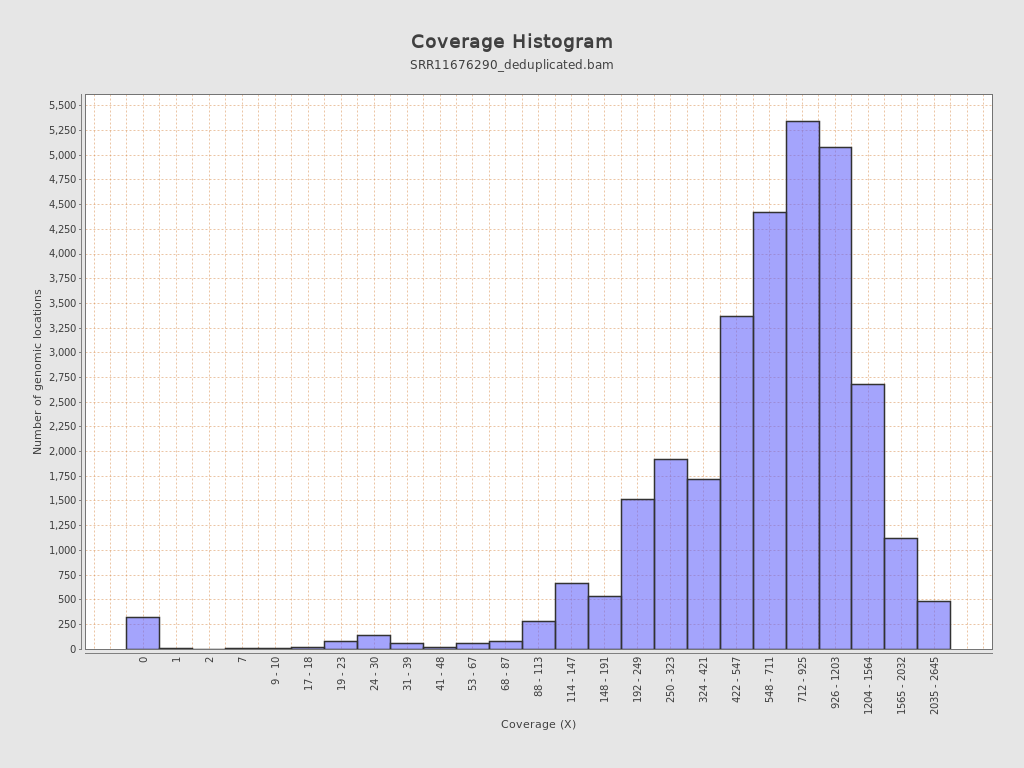 Coverage Histogram
SRR11676290_deduplicated.bam
Number of genomic locations
5,500
5,250
5,000
4,750
4,500
4,250
4,000
3,750
3,500
3,250
3,000
2,750
2,500
2,250
2,000
1,750
1,500
1,250
1,000
750
500
250
0
0
1
2
7
9 - 10
17 - 18
19 - 23
24 - 30
31 - 39
41 - 48
53 - 67
68 - 87
88 - 113
114 - 147
148 - 191
192 - 249
250 - 323
324 - 421
422 - 547
548 - 711
712 - 925
926 - 1203
1204 - 1564
1565 - 2032
2035 - 2645
Coverage (X)